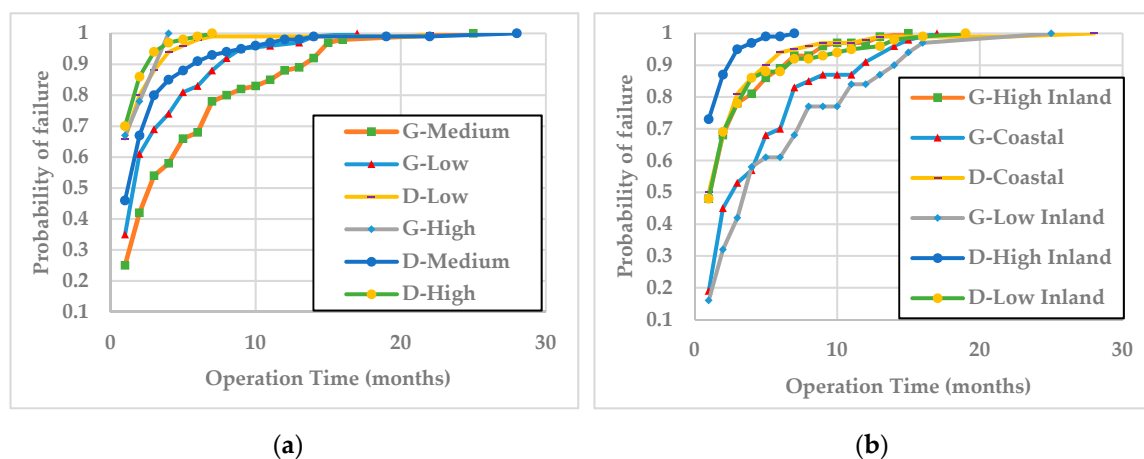 Probability of failure
1
0.9
0.8
0.7
0.6
0.5
0.4
0.3
0.2
0.1
0 10 20 30
Operation Time (months)
G-Medium
G-Low
D-Low
G-High
D-Medium
D-High
(a)
Probability of failure
1
0.9
0.8
0.7
0.6
0.5
0.4
0.3
0.2
0.1
0 10 20 30
Operation Time (months)
G-High Inland
G-Coastal
D-Coastal
G-Low Inland
D-High Inland
D-Low Inland
(b)